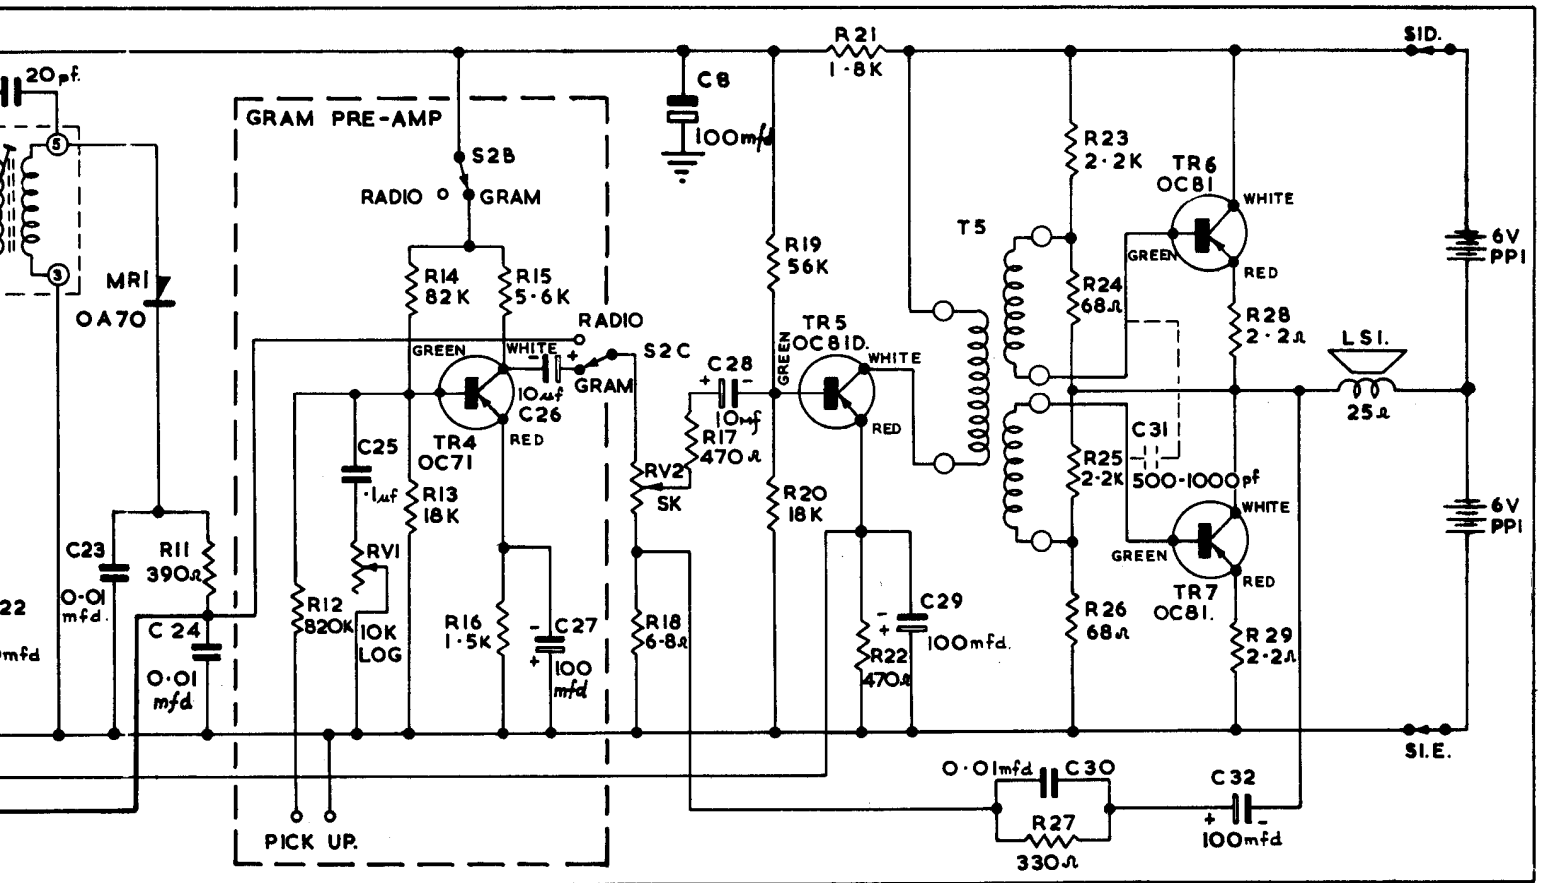 20pf.
5
3
MR1
OA70
C23
0·01
mfd.
R11
390Ω
C 24
0·01
mfd
22
mfd
GRAM PRE-AMP
S2B
RADIO
GRAM
R14
82K
R15
5·6K
RADIO
S2C
GRAM
GREEN
WHITE
-
+
10µf
C26
RED
TR4
OC71
C25
·1µf
R13
18K
RV1
10K
LOG
R12
820K
R16
1·5K
-
C27
+
100
mfd
PICK UP.
C8
100mfd
R21
1·8K
R19
56K
TR5
OC81D.
GREEN
WHITE
RED
C28
+
-
10µf
R17
470Ω
RV2
5K
R18
6·8Ω
R20
18K
-
+
C29
100mfd.
R22
470Ω
T5
R23
2·2K
R24
68Ω
R25
2·2K
R26
68Ω
TR6
OC81
WHITE
GREEN
RED
R28
2·2Ω
C31
500-1000pf
WHITE
GREEN
RED
TR7
OC81.
R29
2·2Ω
LS1.
25Ω
S1D.
6V
PP1
6V
PP1
S1.E.
0·01mfd
C30
R27
330Ω
C32
+
-
100mfd